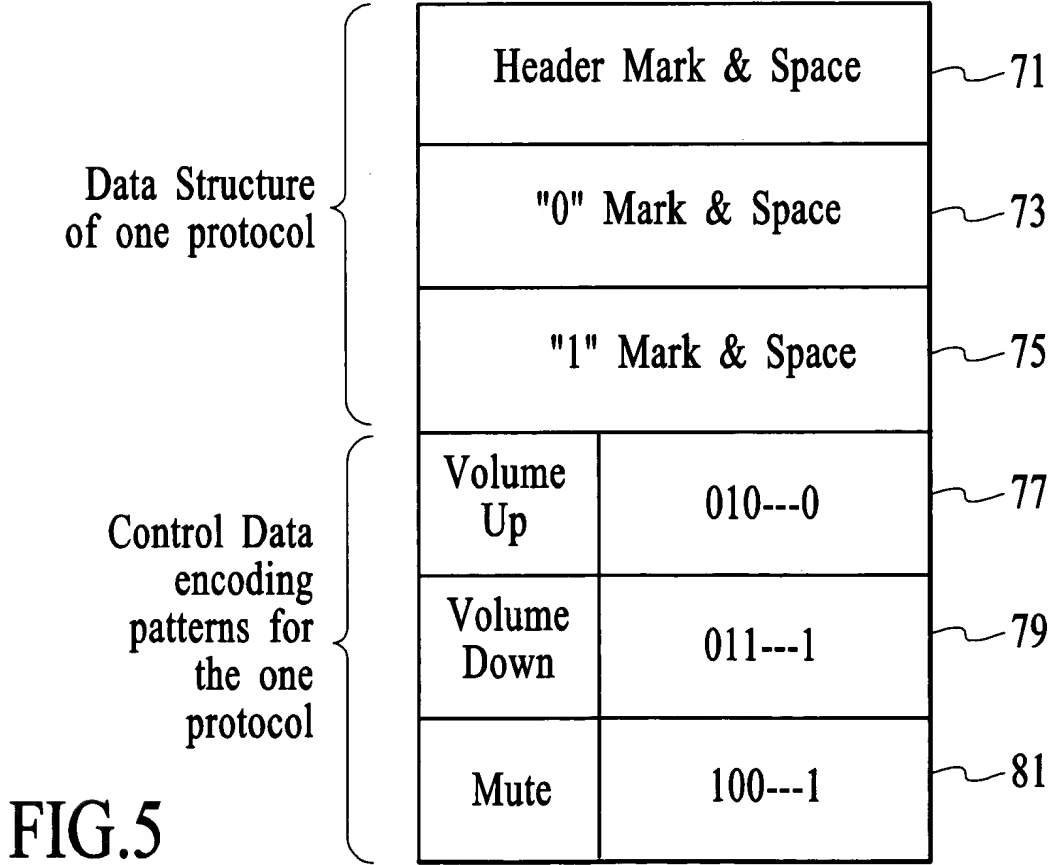 Header Mark & Space
71
Data Structure
of one protocol
"0" Mark & Space
73
"1" Mark & Space
75
Control Data
encoding
patterns for
the one
protocol
Volume
Up
010---0
77
Volume
Down
011---1
79
Mute
100---1
81
FIG.5